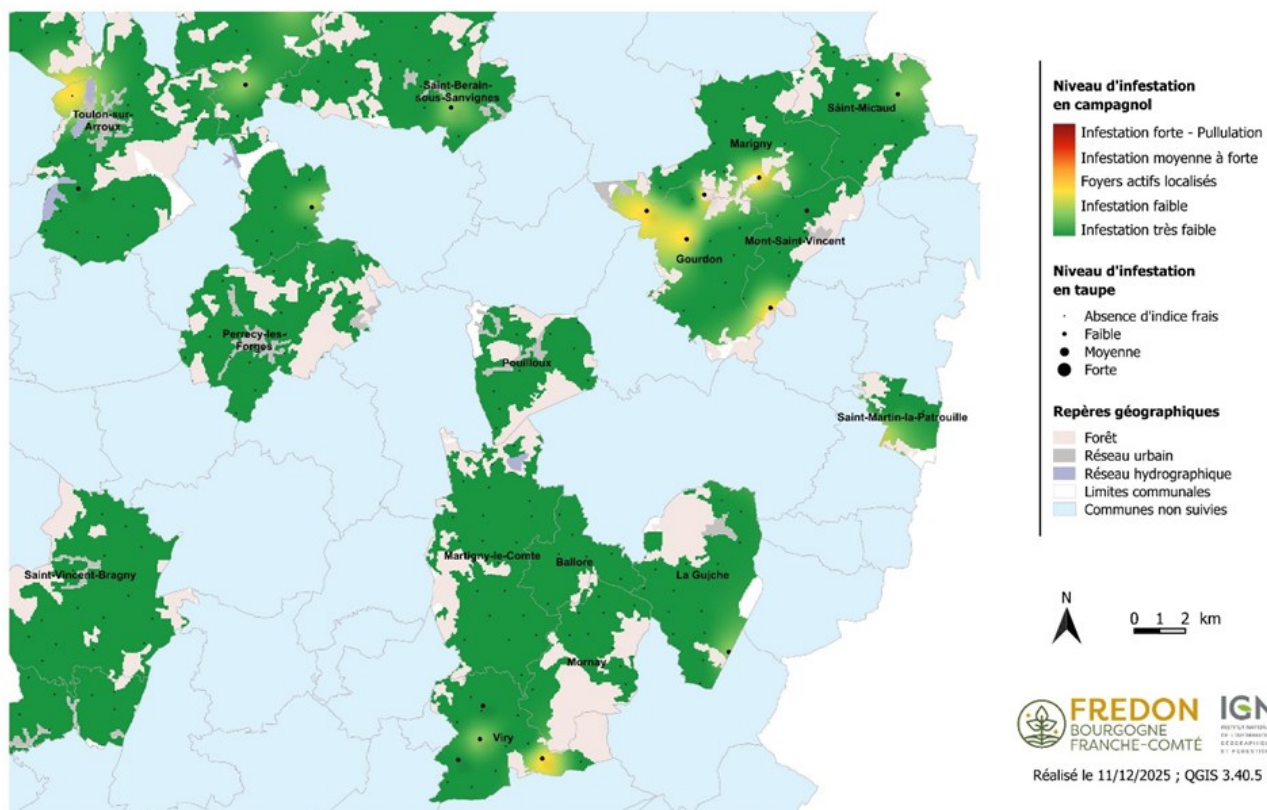 Saint-Berain-
sous-Sanvignes
Toulon-sur-
Arroux
Saint-Micaud
Marigny
Mont-Saint-Vincent
Gourdon
Perrecy-les-
Forges
Pouilloux
Saint-Martin-la-Patrouille
Martigny-le-Comte
Ballore
La Guiche
Saint-Vincent-Bragny
Mornay
Viry
Niveau d'infestation
en campagnol
Infestation forte - Pullulation
Infestation moyenne à forte
Foyers actifs localisés
Infestation faible
Infestation très faible
Niveau d'infestation
en taupe
Absence d'indice frais
Faible
Moyenne
Forte
Repères géographiques
Forêt
Réseau urbain
Réseau hydrographique
Limites communales
Communes non suivies
N
0 1 2 km
FREDON
BOURGOGNE
FRANCHE-COMTÉ
IGN
Réalisé le 11/12/2025 ; QGIS 3.40.5